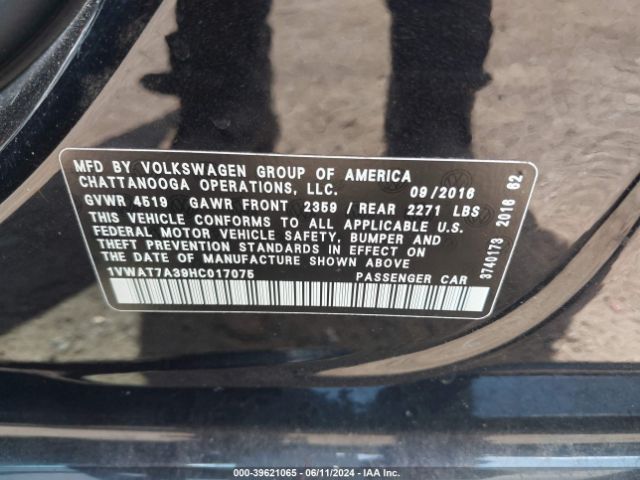 MFD BY VOLKSWAGEN GROUP OF AMERICA
CHATTANOOGA OPERATIONS, LLC. 09/2016
GVWR 4519 GAWR FRONT 2359 / REAR 2271 LBS
THIS VEHICLE CONFORMS TO ALL APPLICABLE U.S.
FEDERAL MOTOR VEHICLE SAFETY, BUMPER AND
THEFT PREVENTION STANDARDS IN EFFECT ON
THE DATE OF MANUFACTURE SHOWN ABOVE.
1VWAT7A39HC017075 PASSENGER CAR
3740173 2016 62
000-39621065 - 06/11/2024 - IAA Inc.